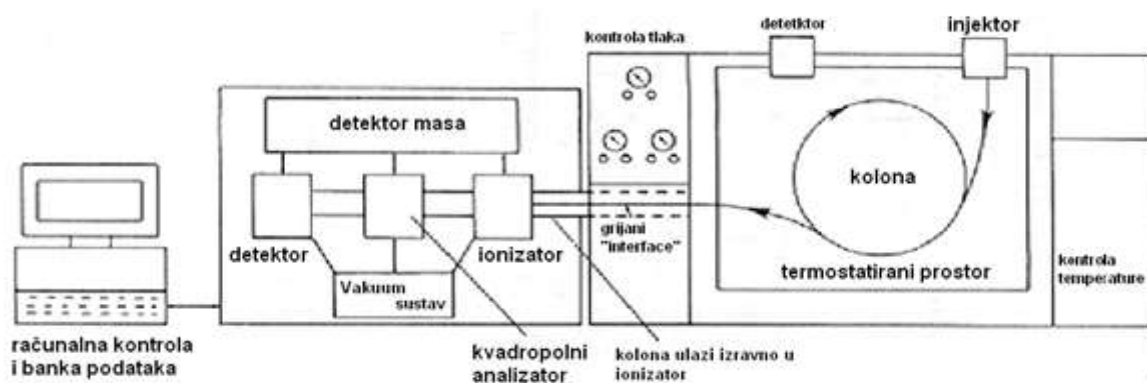 detetktor
injektor
kontrola tlaka
detektor masa
kolona
grijani
"interface"
detektor
ionizator
termostatirani prostor
kontrola
temperature
Vakuum
sustav
računalna kontrola
i banka podataka
kvadropolni
analizator
kolona ulazi izravno u
ionizator